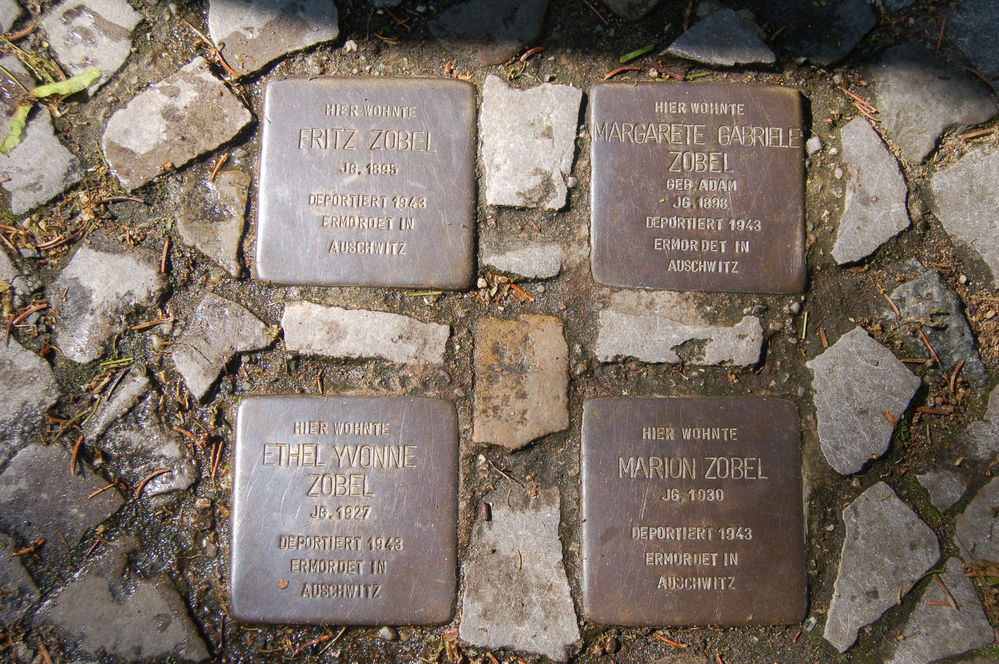 HIER WOHNTE
FRITZ ZOBEL
JG. 1895
DEPORTIERT 1943
ERMORDET IN
AUSCHWITZ
HIER WOHNTE
MARGARETE GABRIELE
ZOBEL
GEB. ADAM
JG. 1898
DEPORTIERT 1943
ERMORDET IN
AUSCHWITZ
HIER WOHNTE
ETHEL YVONNE
ZOBEL
JG. 1927
DEPORTIERT 1943
ERMORDET IN
AUSCHWITZ
HIER WOHNTE
MARION ZOBEL
JG. 1930
DEPORTIERT 1943
ERMORDET IN
AUSCHWITZ